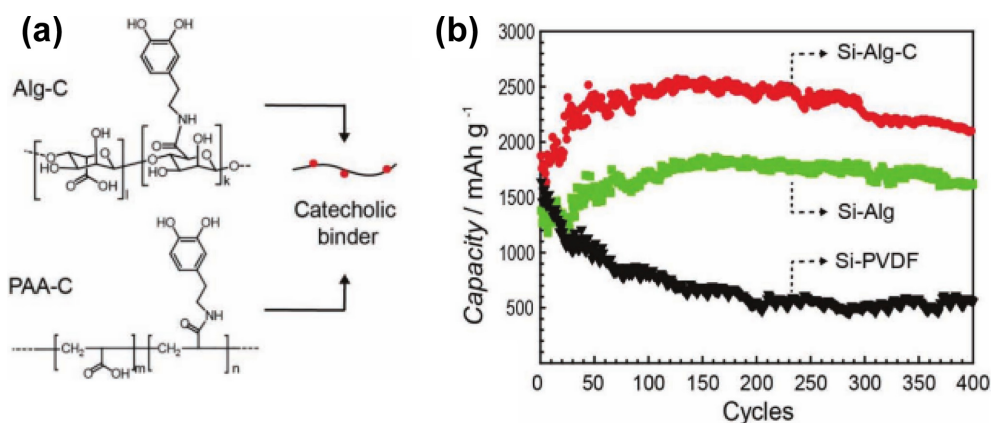 (a)
HO
OH
Alg-C
NH
O
OH
OH
HO
O
HO
O
O
O
OH
l
HO
k
O
Catecholic
binder
HO
OH
PAA-C
NH
O
CH₂
CH₂
O
OH
m
n
(b)
3000
2500
2000
1500
1000
500
Capacity / mAh g⁻¹
Si-Alg-C
Si-Alg
Si-PVDF
0 50 100 150 200 250 300 350 400
Cycles